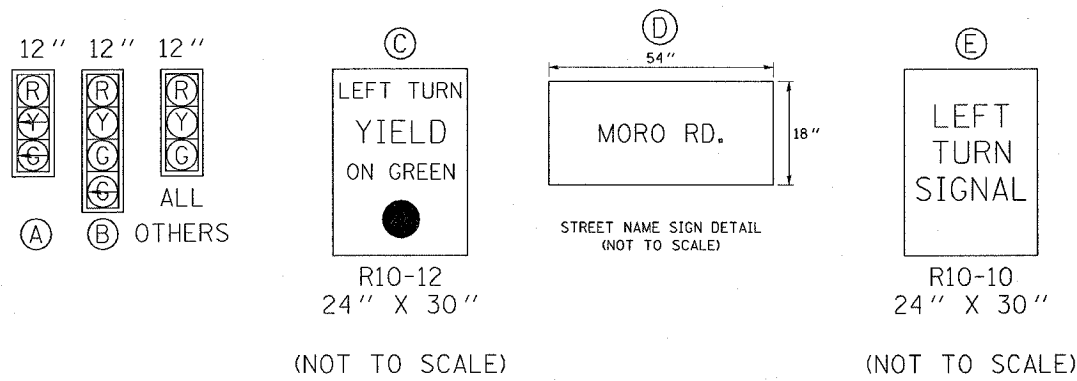 12" 12" 12"
R R R
Y Y Y
G G G
G
ALL
OTHERS
A B
C
LEFT TURN
YIELD
ON GREEN
R10-12
24" X 30"
(NOT TO SCALE)
D
54"
MORO RD.
18"
STREET NAME SIGN DETAIL
(NOT TO SCALE)
E
LEFT
TURN
SIGNAL
R10-10
24" X 30"
(NOT TO SCALE)